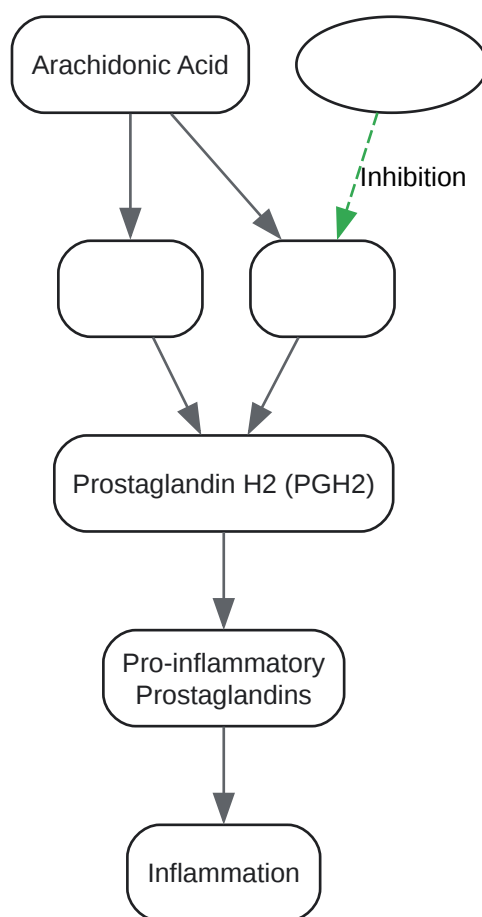 Arachidonic Acid
Inhibition
Prostaglandin H2 (PGH2)
Pro-inflammatory
Prostaglandins
Inflammation